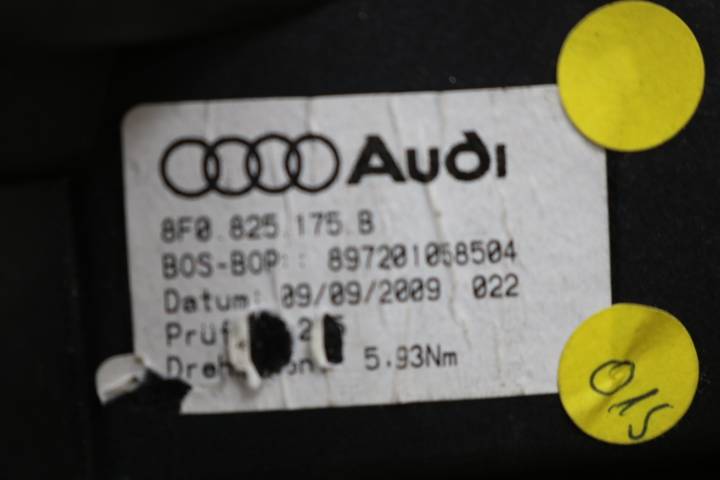 Audi
8F0.825.175.B
BOS-BOP:: 897201058504
Datum: 09/09/2009 022
5.93Nm
015